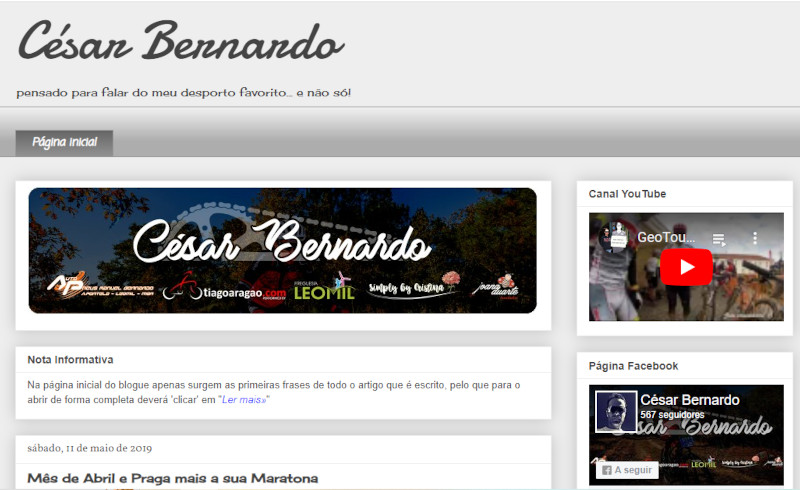 César Bernardo
pensado para falar do meu desporto favorito... e não só!
Página inicial
César Bernardo
tiagoaragao.com
FREGUESIA
LEOMIL
simply by Cristina
joana duarte
Nota Informativa
Na página inicial do blogue apenas surgem as primeiras frases de todo o artigo que é escrito, pelo que para o
abrir de forma completa deverá 'clicar' em "Ler mais»"
sábado, 11 de maio de 2019
Mês de Abril e Praga mais a sua Maratona
Canal YouTube
GeoTou...
Página Facebook
César Bernardo
567 seguidores
LEOMIL
A seguir